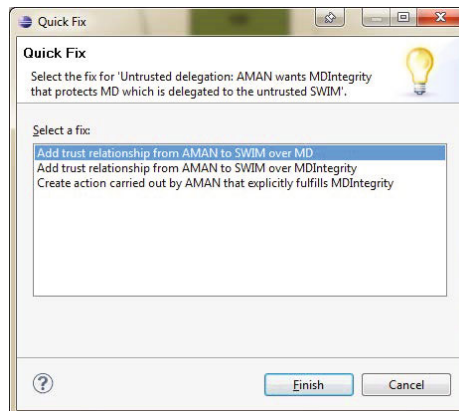 Quick Fix
Quick Fix
Select the fix for 'Untrusted delegation: AMAN wants MDIntegrity
that protects MD which is delegated to the untrusted SWIM'.
Select a fix:
Add trust relationship from AMAN to SWIM over MD
Add trust relationship from AMAN to SWIM over MDIntegrity
Create action carried out by AMAN that explicitly fulfills MDIntegrity
Finish
Cancel